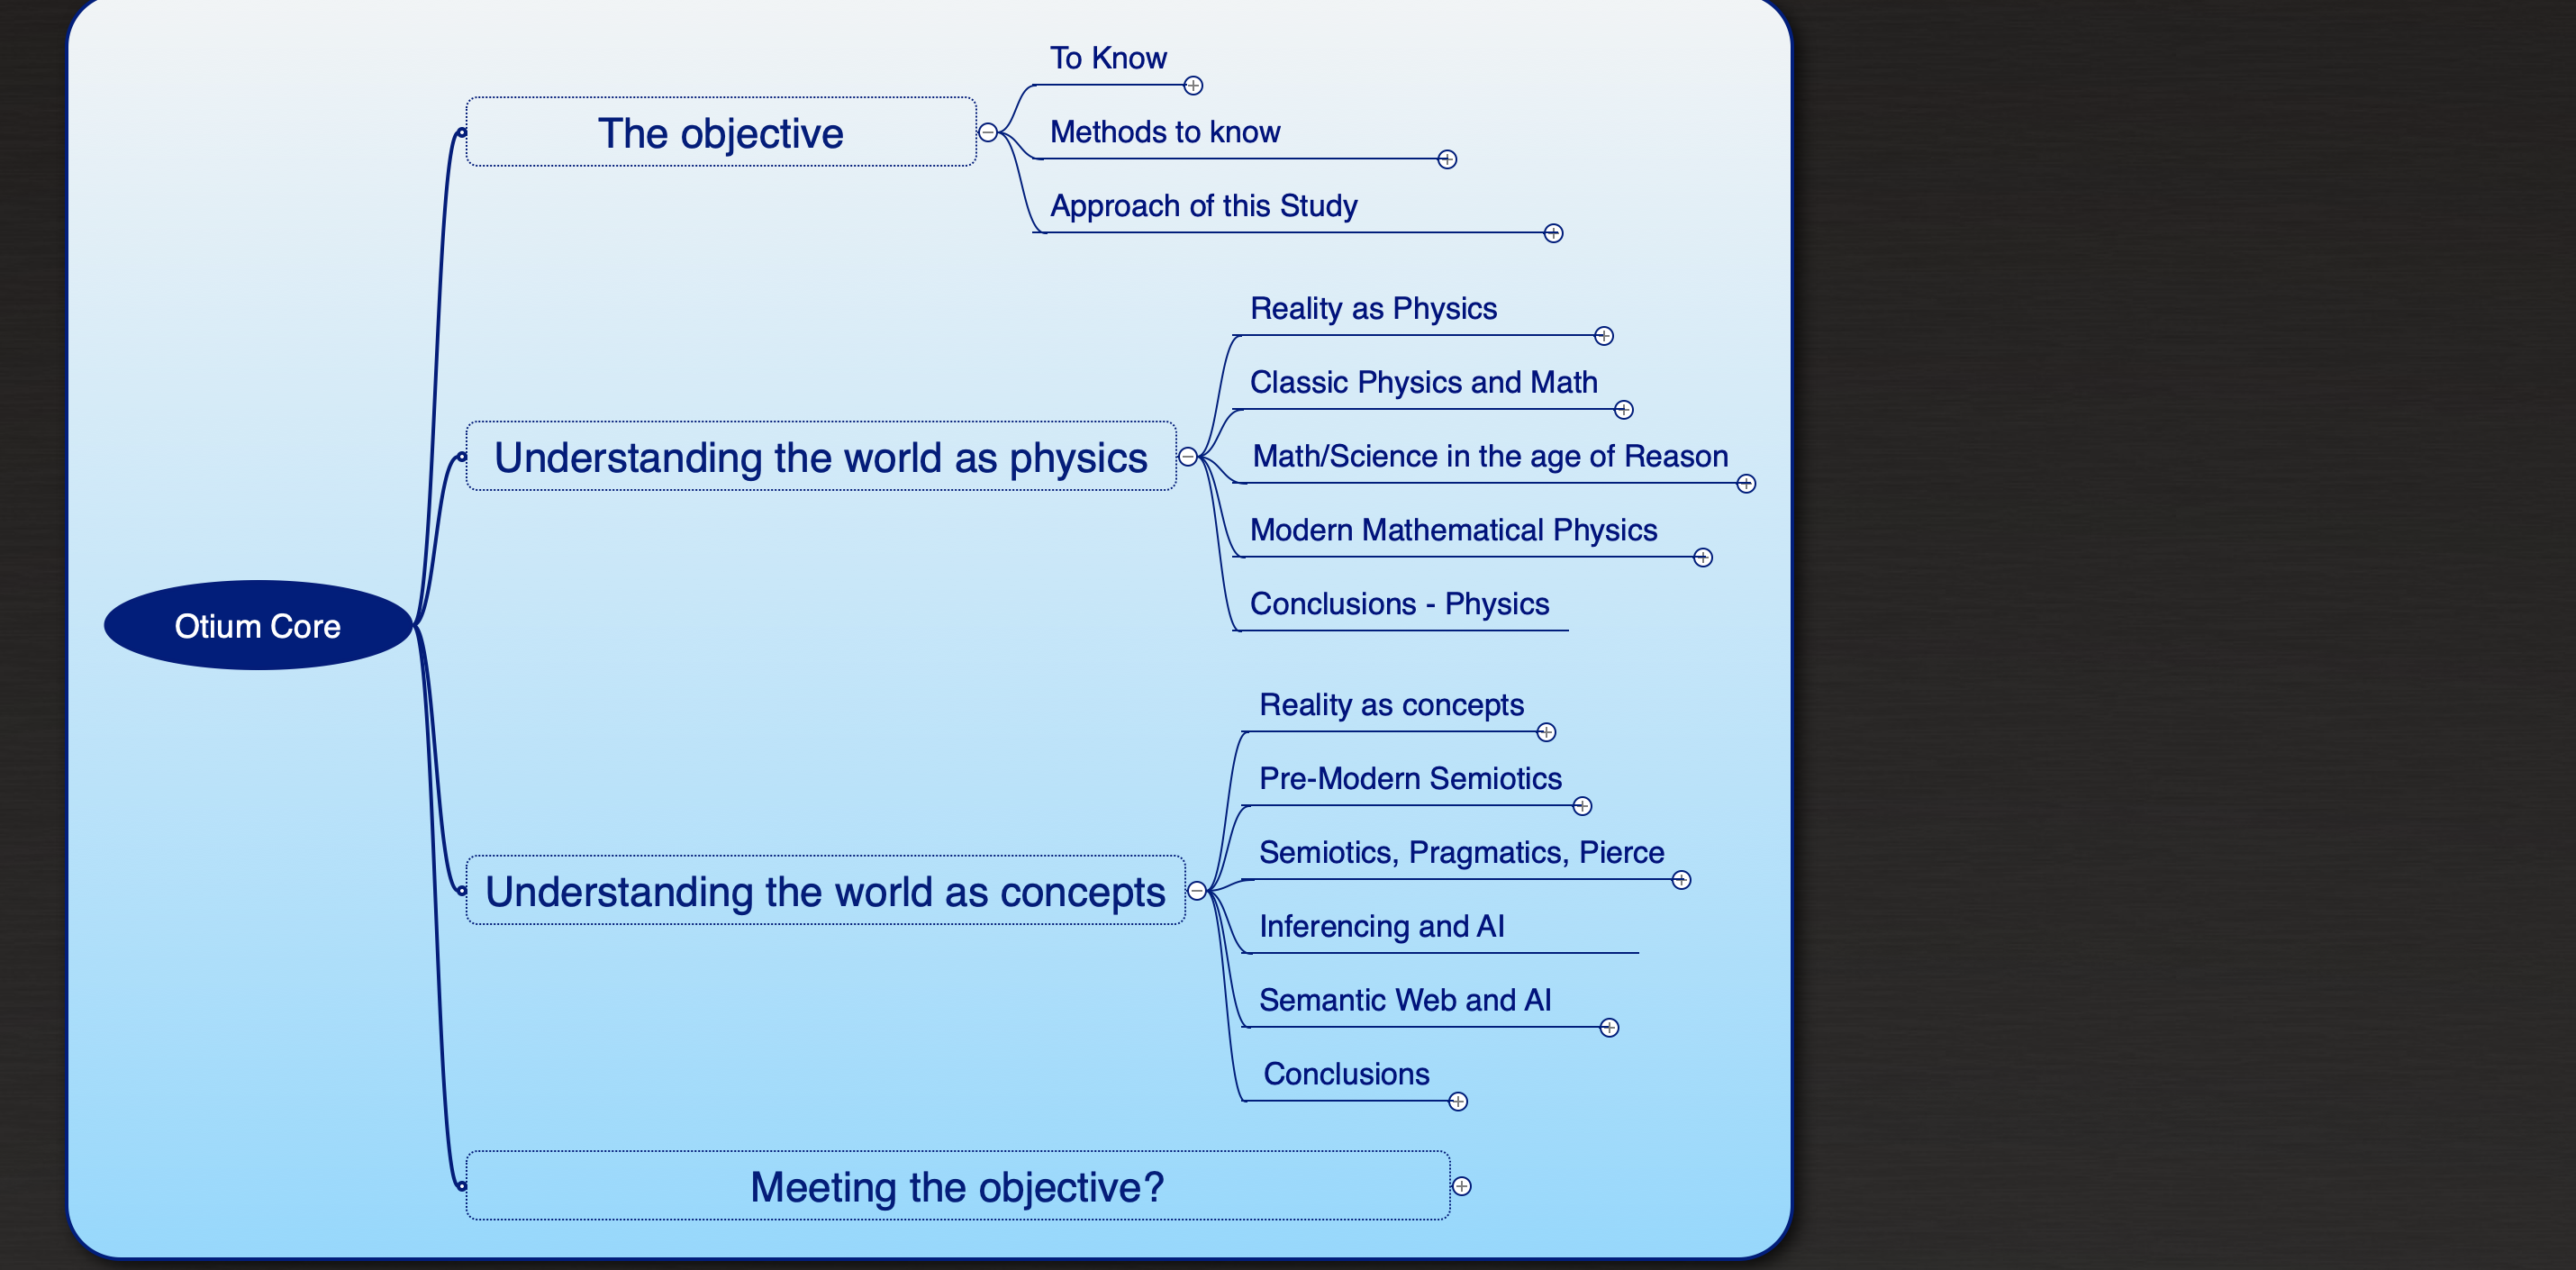 The objective
To Know
Methods to know
Approach of this Study
Understanding the world as physics
Reality as Physics
Classic Physics and Math
Math/Science in the age of Reason
Modern Mathematical Physics
Conclusions - Physics
Otium Core
Understanding the world as concepts
Reality as concepts
Pre-Modern Semiotics
Semiotics, Pragmatics, Pierce
Inferencing and AI
Semantic Web and AI
Conclusions
Meeting the objective?